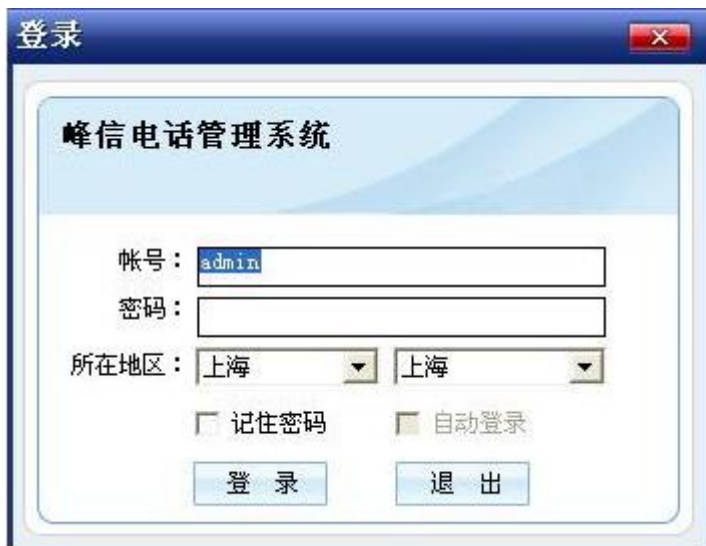 登录
峰信电话管理系统
帐号：admin
密码：
所在地区：上海 上海
记住密码 自动登录
登 录 退 出